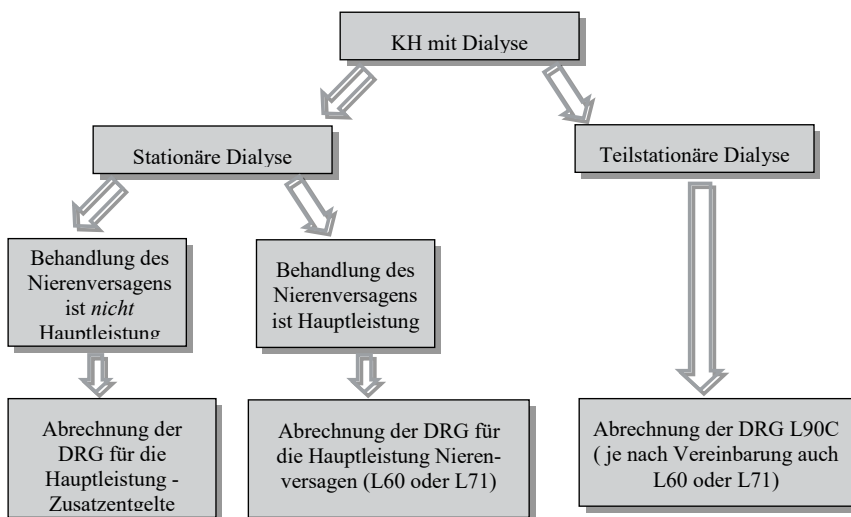 KH mit Dialyse
Stationäre Dialyse
Teilstationäre Dialyse
Behandlung des
Nierenversagens
ist nicht
Hauptleistung
Behandlung des
Nierenversagens
ist Hauptleistung
Abrechnung der
DRG für die
Hauptleistung -
Zusatzentgelte
Abrechnung der DRG für
die Hauptleistung Nieren-
versagen (L60 oder L71)
Abrechnung der DRG L90C
( je nach Vereinbarung auch
L60 oder L71)